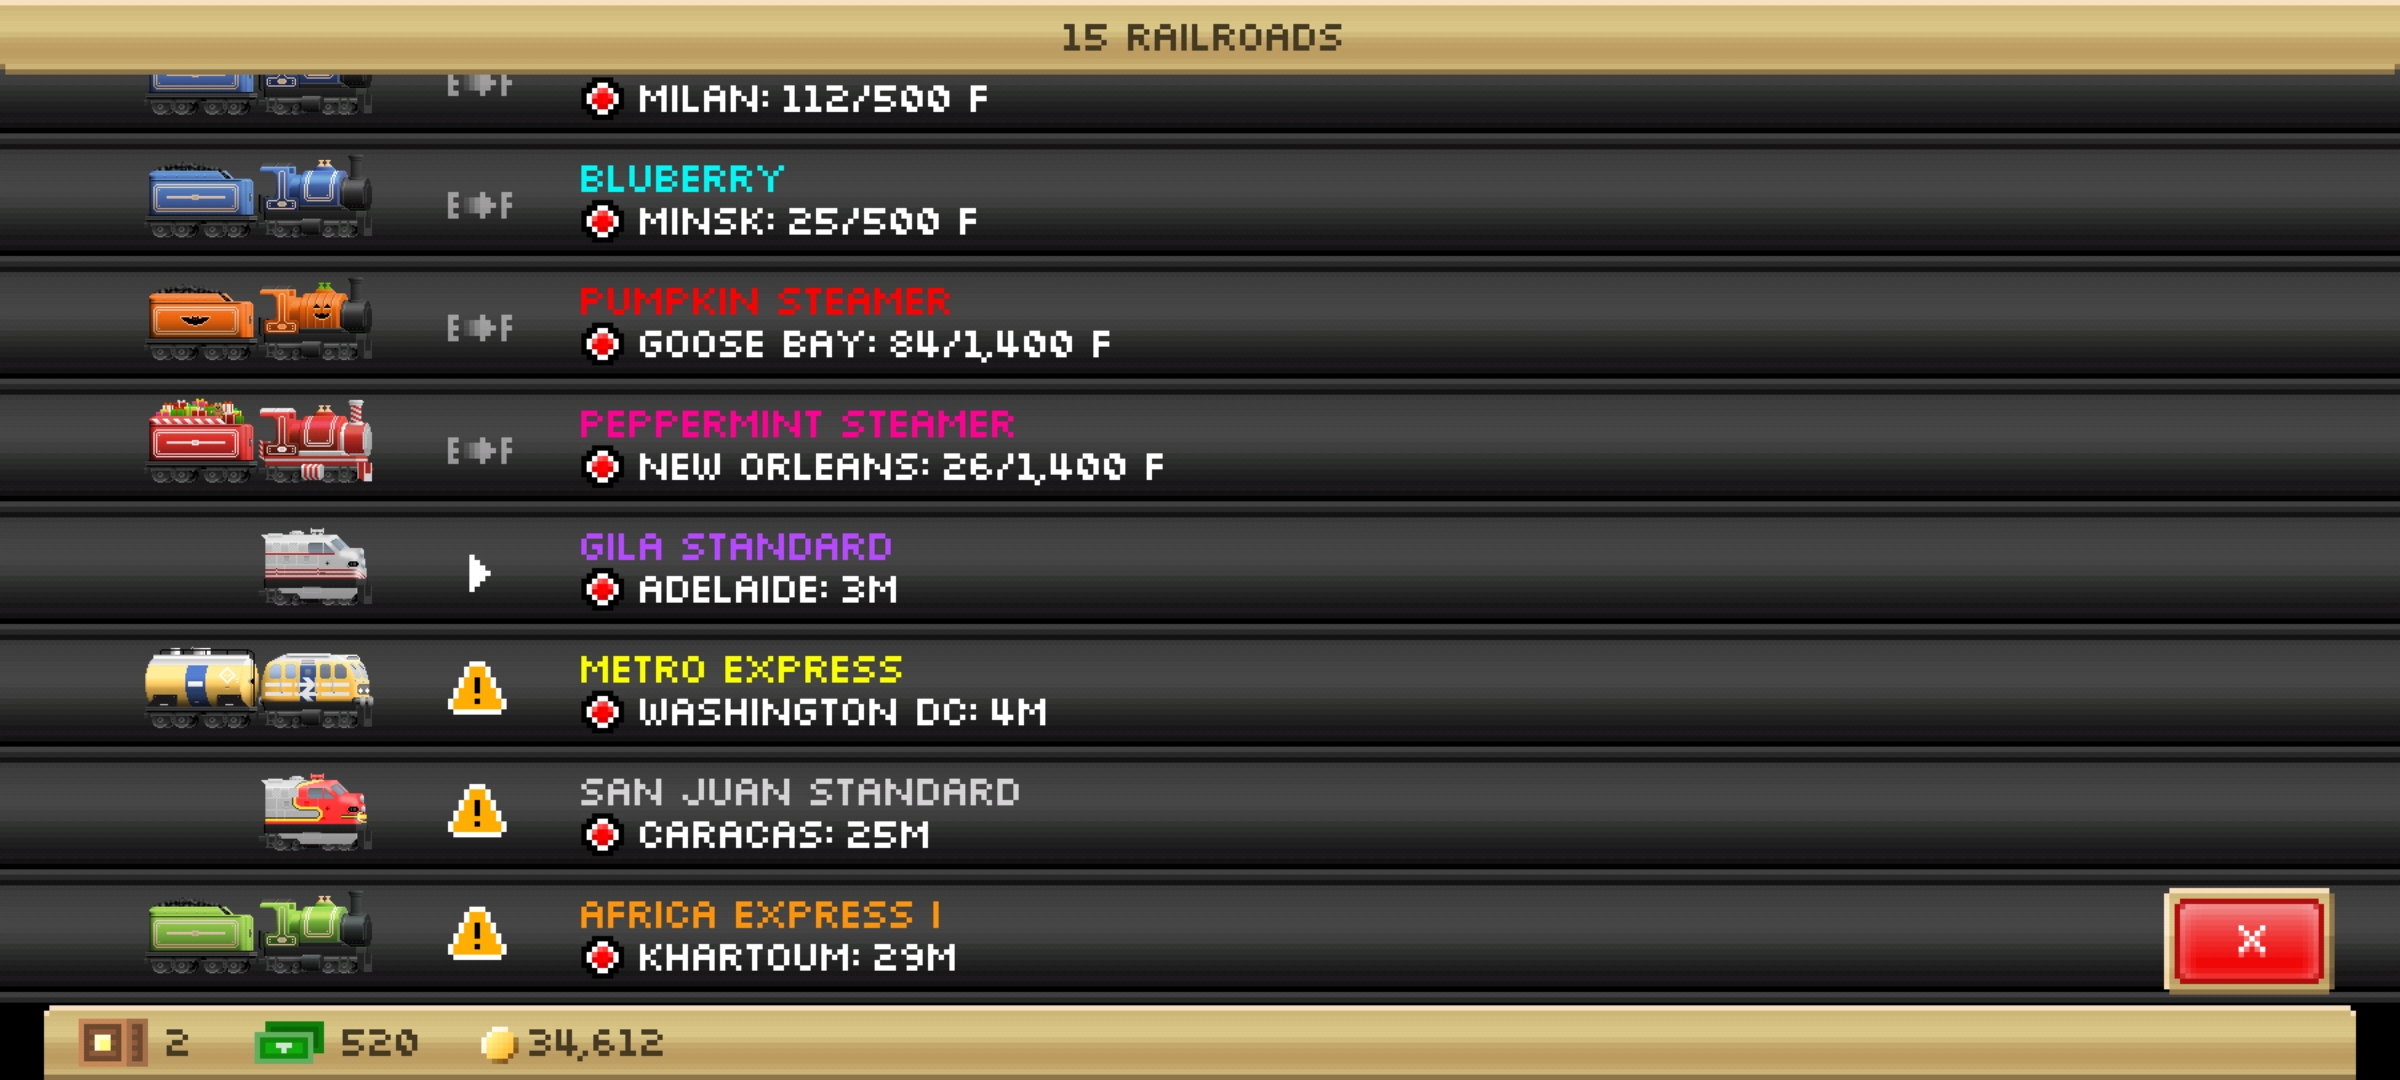 15 RAILROADS
E F
MILAN: 112/500 F
BLUBERRY
E F
MINSK: 25/500 F
PUMPKIN STEAMER
E F
GOOSE BAY: 84/1,400 F
PEPPERMINT STEAMER
E F
NEW ORLEANS: 26/1,400 F
GILA STANDARD
ADELAIDE: 3M
METRO EXPRESS
WASHINGTON DC: 4M
SAN JUAN STANDARD
CARACAS: 25M
AFRICA EXPRESS I
KHARTOUM: 29M
X
2 520 34,612